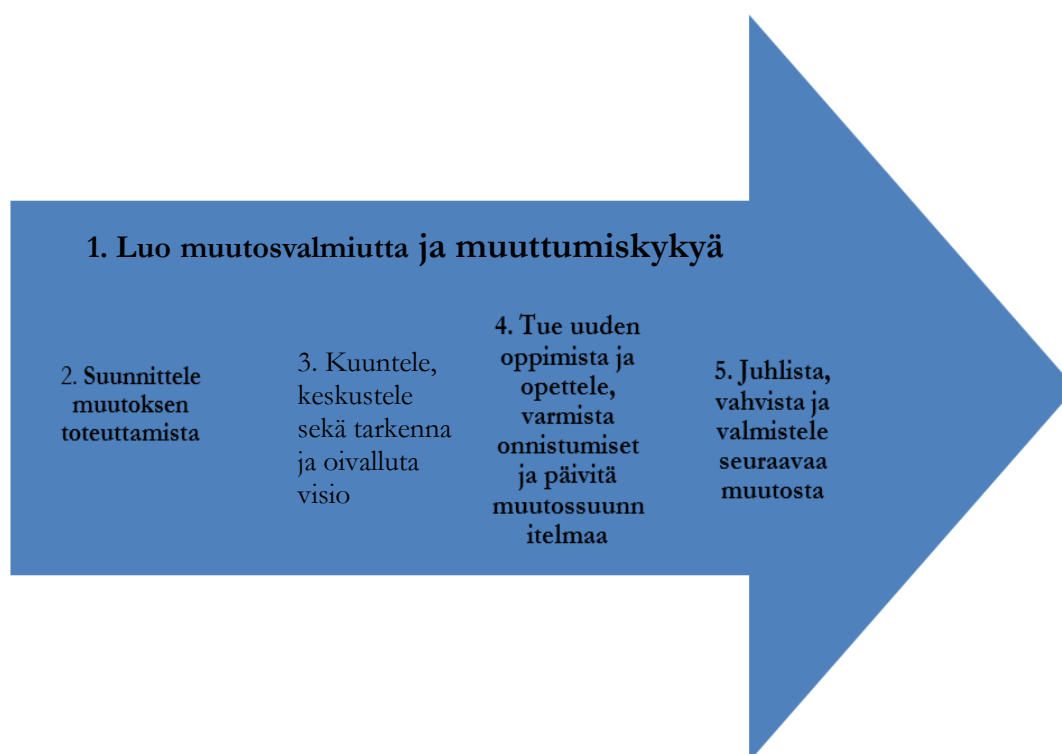 1. Luo muutosvalmiutta ja muuttumiskykyä
2. Suunnittele
muutoksen
toteuttamista
3. Kuuntele,
keskustele
sekä tarkenna
ja oivalluta
visio
4. Tue uuden
oppimista ja
opettele,
varmista
onnistumiset
ja päivitä
muutossuunn
itelmaa
5. Juhlista,
vahvista ja
valmistele
seuraavaa
muutosta